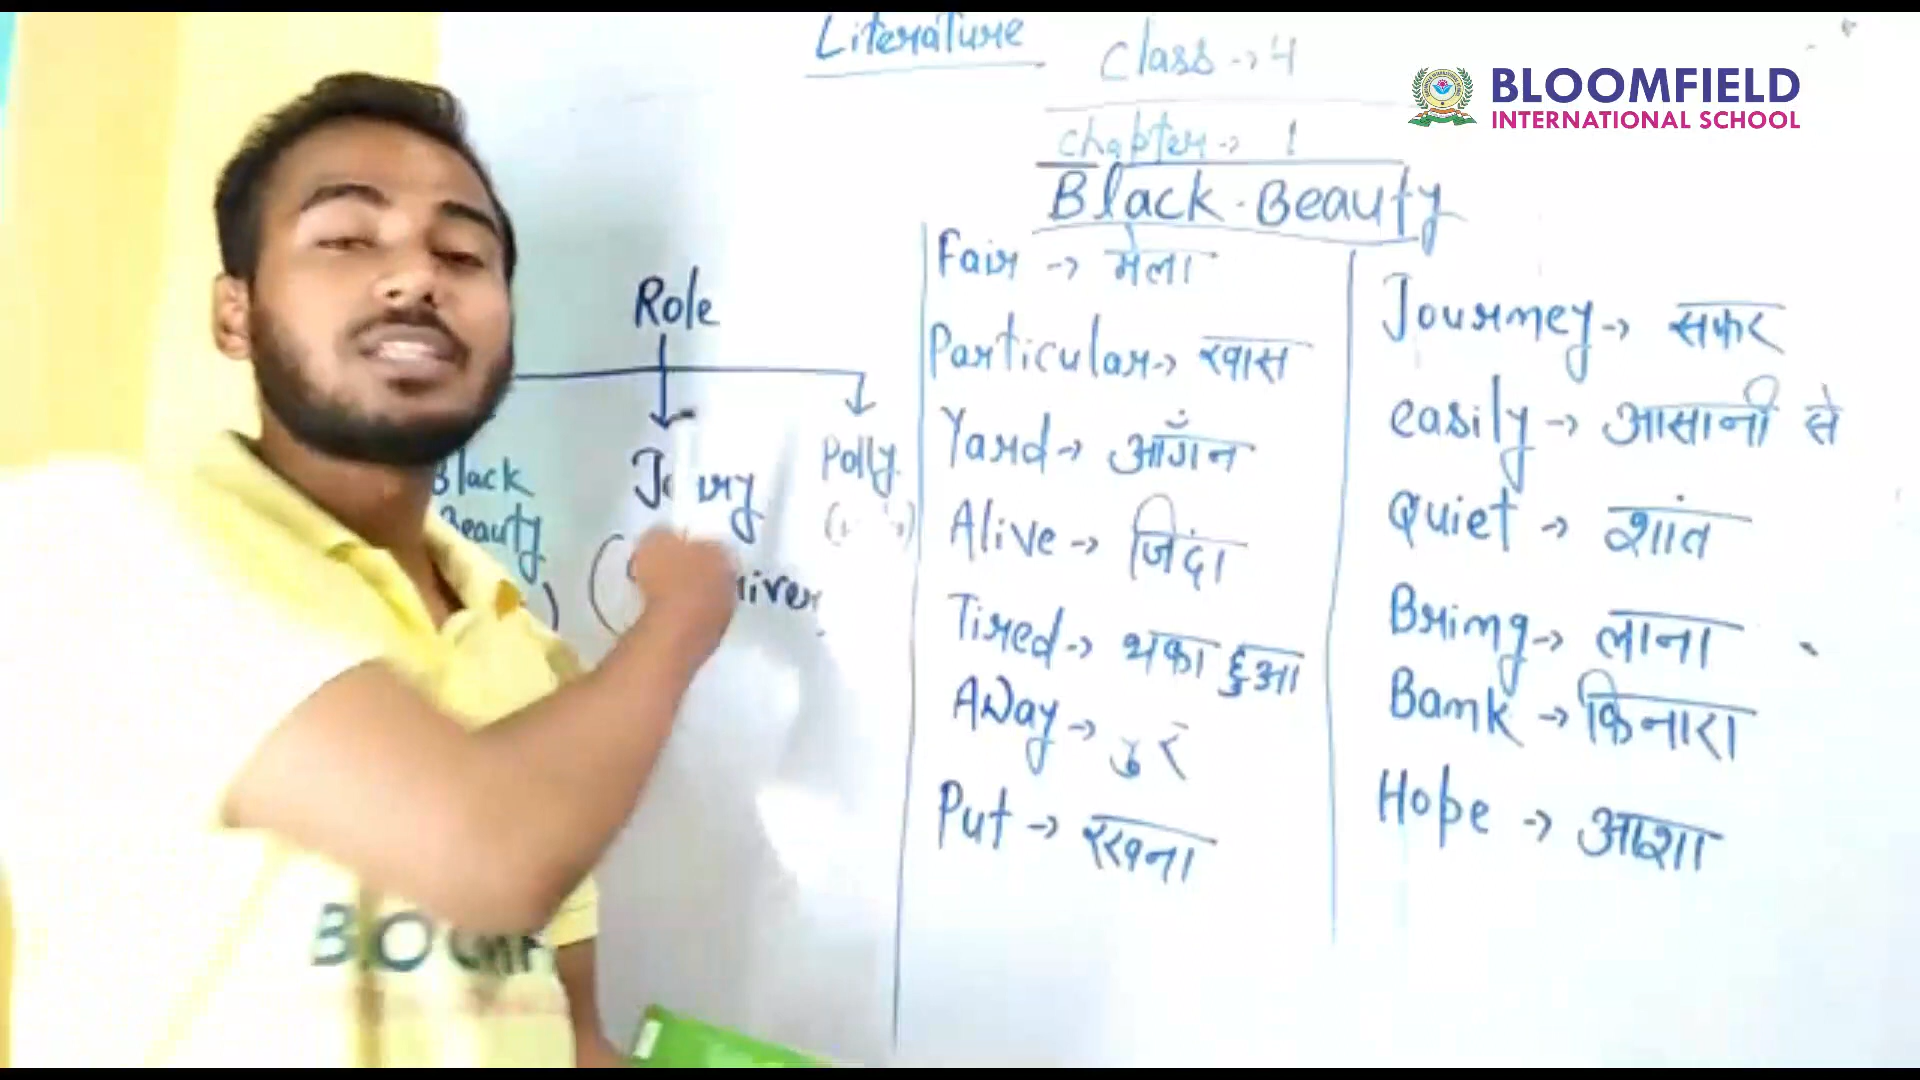 Literature
Class → 4
BLOOMFIELD
INTERNATIONAL SCHOOL
Chapter → 1
Black-Beauty
Role
Black
Beauty
Polly
Fair → मेला
Particular → खास
Yard → आँगन
Alive → जिंदा
Tired → थका हुआ
Away →
Put → रखना
Journey → सफर
easily → आसानी से
Quiet → शांत
Bring → लाना
Bank → किनारा
Hope → आशा